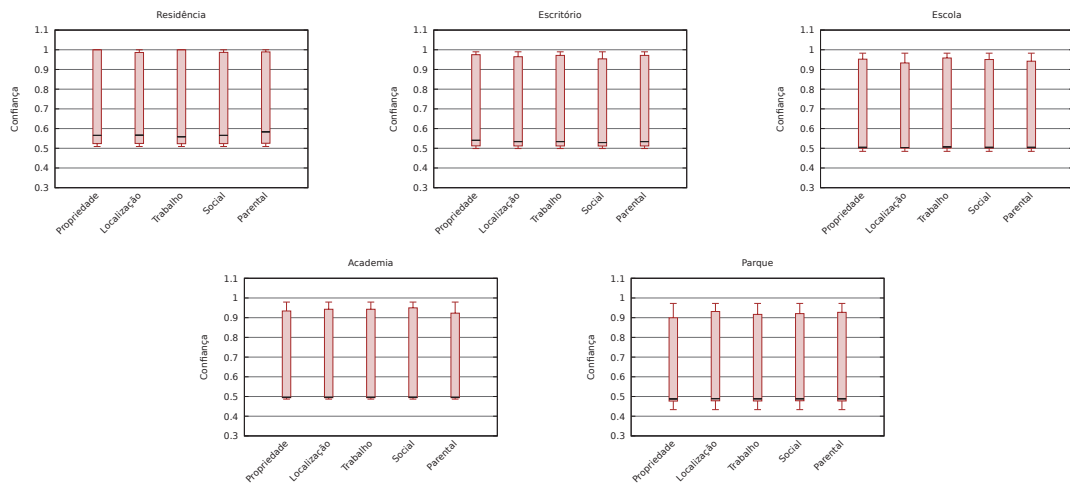 Residência
1.1
1
0.9
0.8
0.7
0.6
0.5
0.4
0.3
Confiança
Propriedade
Localização
Trabalho
Social
Parental
Escritório
1.1
1
0.9
0.8
0.7
0.6
0.5
0.4
0.3
Confiança
Propriedade
Localização
Trabalho
Social
Parental
Escola
1.1
1
0.9
0.8
0.7
0.6
0.5
0.4
0.3
Confiança
Propriedade
Localização
Trabalho
Social
Parental
Academia
1.1
1
0.9
0.8
0.7
0.6
0.5
0.4
0.3
Confiança
Propriedade
Localização
Trabalho
Social
Parental
Parque
1.1
1
0.9
0.8
0.7
0.6
0.5
0.4
0.3
Confiança
Propriedade
Localização
Trabalho
Social
Parental